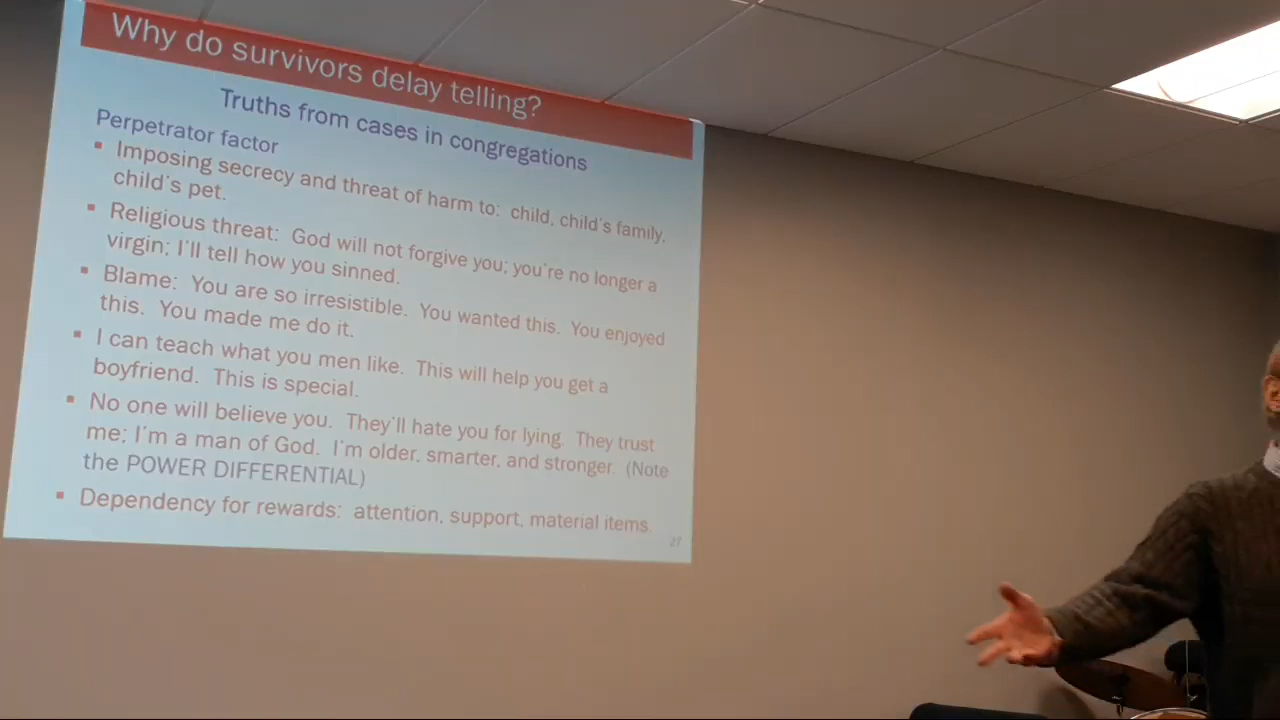 Why do survivors delay telling?
Truths from cases in congregations
Perpetrator factor
▪ Imposing secrecy and threat of harm to: child, child's family,
child's pet.
▪ Religious threat: God will not forgive you; you're no longer a
virgin; I'll tell how you sinned.
▪ Blame: You are so irresistible. You wanted this. You enjoyed
this. You made me do it.
▪ I can teach what you men like. This will help you get a
boyfriend. This is special.
▪ No one will believe you. They'll hate you for lying. They trust
me; I'm a man of God. I'm older, smarter, and stronger. (Note
the POWER DIFFERENTIAL)
▪ Dependency for rewards: attention, support, material items.
27